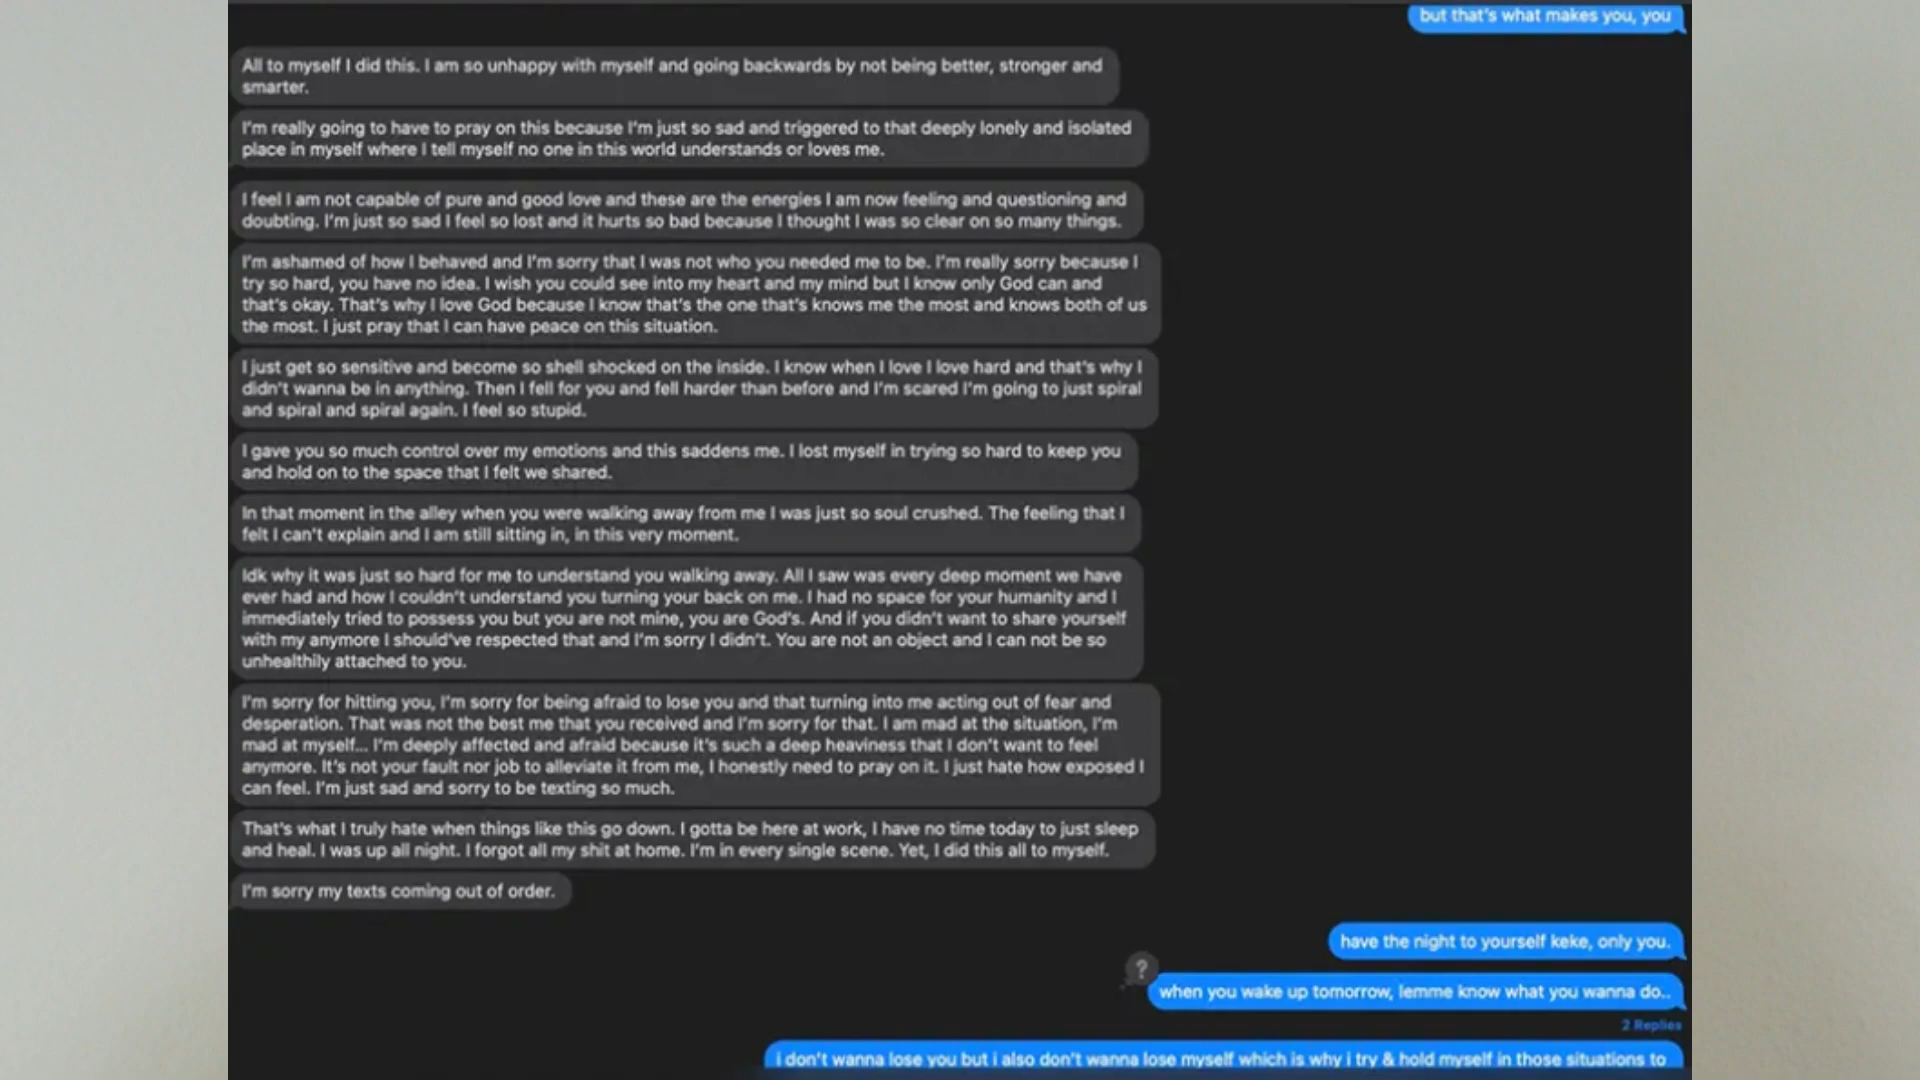 but that's what makes you, you
All to myself I did this. I am so unhappy with myself and going backwards by not being better, stronger and
smarter.
I'm really going to have to pray on this because I'm just so sad and triggered to that deeply lonely and isolated
place in myself where I tell myself no one in this world understands or loves me.
I feel I am not capable of pure and good love and these are the energies I am now feeling and questioning and
doubting. I'm just so sad I feel so lost and it hurts so bad because I thought I was so clear on so many things.
I'm ashamed of how I behaved and I'm sorry that I was not who you needed me to be. I'm really sorry because I
try so hard, you have no idea. I wish you could see into my heart and my mind but I know only God can and
that's okay. That's why I love God because I know that's the one that's knows me the most and knows both of us
the most. I just pray that I can have peace on this situation.
I just get so sensitive and become so shell shocked on the inside. I know when I love I love hard and that's why I
didn't wanna be in anything. Then I fell for you and fell harder than before and I'm scared I'm going to just spiral
and spiral and spiral again. I feel so stupid.
I gave you so much control over my emotions and this saddens me. I lost myself in trying so hard to keep you
and hold on to the space that I felt we shared.
In that moment in the alley when you were walking away from me I was just so soul crushed. The feeling that I
felt I can't explain and I am still sitting in, in this very moment.
Idk why it was just so hard for me to understand you walking away. All I saw was every deep moment we have
ever had and how I couldn't understand you turning your back on me. I had no space for your humanity and I
immediately tried to possess you but you are not mine, you are God's. And if you didn't want to share yourself
with my anymore I should've respected that and I'm sorry I didn't. You are not an object and I can not be so
unhealthily attached to you.
I'm sorry for hitting you, I'm sorry for being afraid to lose you and that turning into me acting out of fear and
desperation. That was not the best me that you received and I'm sorry for that. I am mad at the situation, I'm
mad at myself... I'm deeply affected and afraid because it's such a deep heaviness that I don't want to feel
anymore. It's not your fault nor job to alleviate it from me, I honestly need to pray on it. I just hate how exposed I
can feel. I'm just sad and sorry to be texting so much.
That's what I truly hate when things like this go down. I gotta be here at work, I have no time today to just sleep
and heal. I was up all night. I forgot all my shit at home. I'm in every single scene. Yet, I did this all to myself.
I'm sorry my texts coming out of order.
have the night to yourself keke, only you.
?
when you wake up tomorrow, lemme know what you wanna do..
2 Replies
i don't wanna lose you but i also don't wanna lose myself which is why i try & hold myself in those situations to